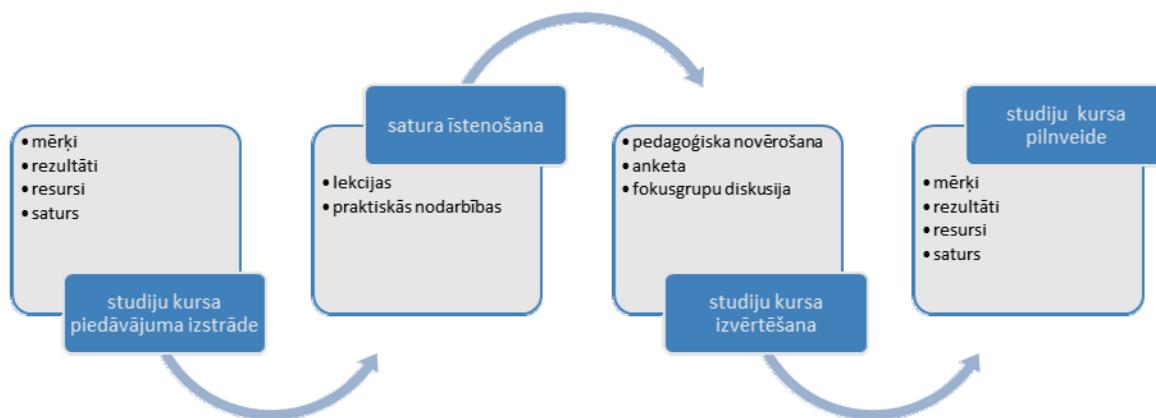 • mērķi
• rezultāti
• resursi
• saturs
studiju kursa
piedāvājuma izstrāde
satura īstenošana
• lekcijas
• praktiskās nodarbības
• pedagoģiska novērošana
• anketa
• fokusgrupu diskusija
studiju kursa
izvērtēšana
studiju kursa
pilnveide
• mērķi
• rezultāti
• resursi
• saturs